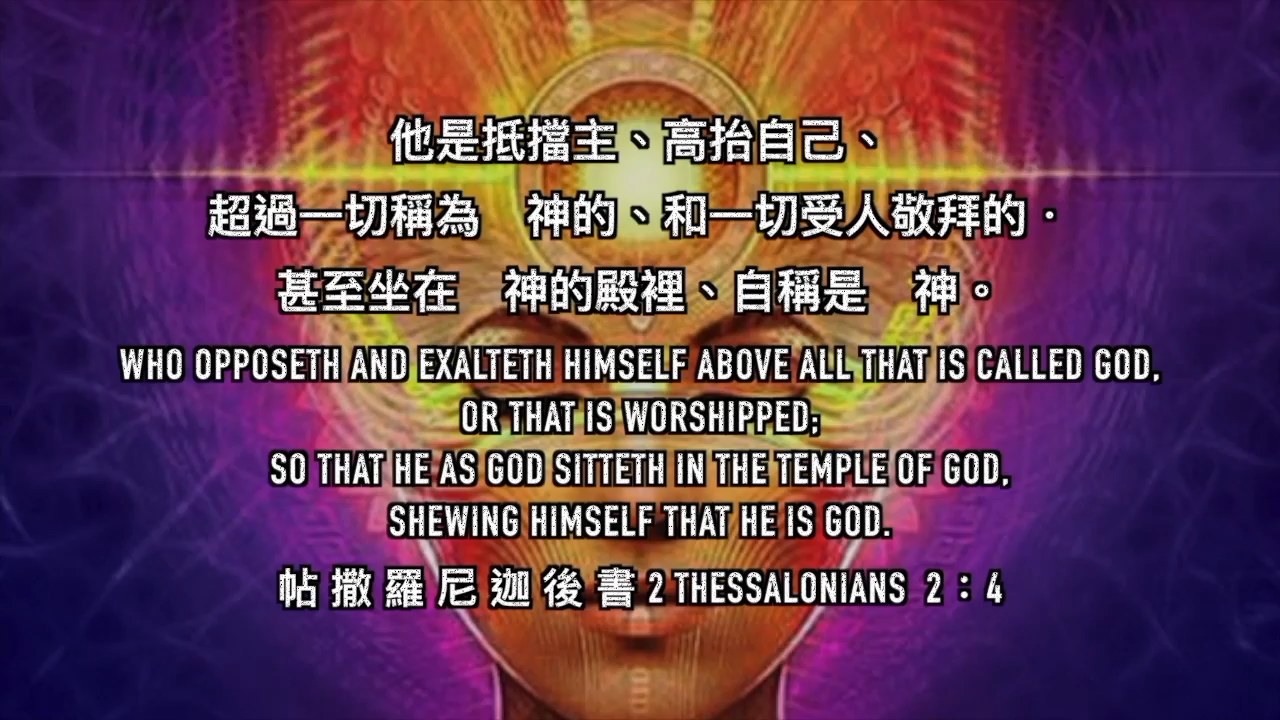 他是抵擋主、高抬自己、
超過一切稱為　神的、和一切受人敬拜的．
甚至坐在　神的殿裡、自稱是　神。
WHO OPPOSETH AND EXALTETH HIMSELF ABOVE ALL THAT IS CALLED GOD,
OR THAT IS WORSHIPPED;
SO THAT HE AS GOD SITTETH IN THE TEMPLE OF GOD,
SHEWING HIMSELF THAT HE IS GOD.
帖撒羅尼迦後書 2 THESSALONIANS 2：4